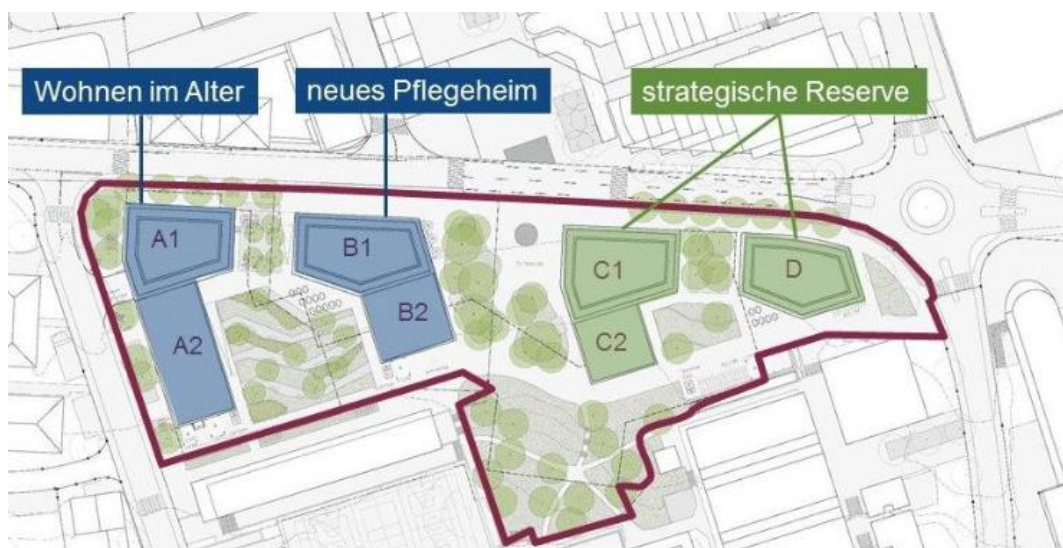 Wohnen im Alter
neues Pflegeheim
strategische Reserve
A1
B1
C1
D
A2
B2
C2